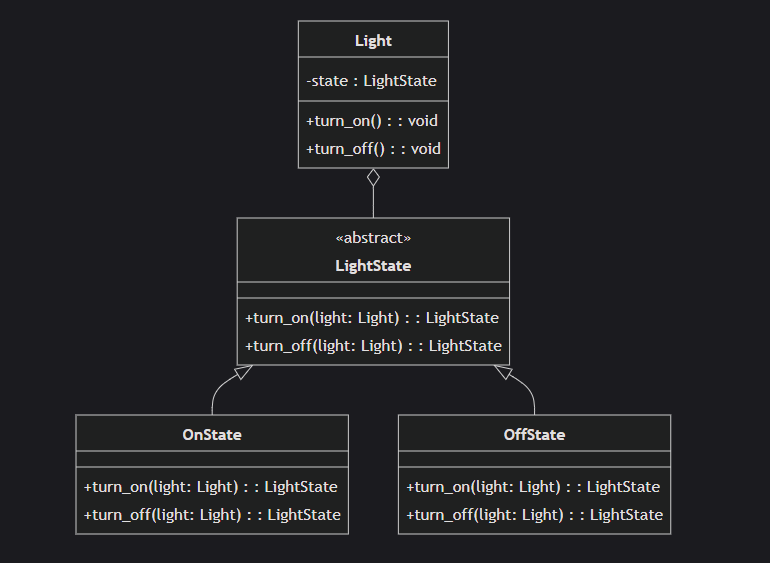 Light
-state : LightState
+turn_on() : : void
+turn_off() : : void
«abstract»
LightState
+turn_on(light: Light) : : LightState
+turn_off(light: Light) : : LightState
OnState
+turn_on(light: Light) : : LightState
+turn_off(light: Light) : : LightState
OffState
+turn_on(light: Light) : : LightState
+turn_off(light: Light) : : LightState